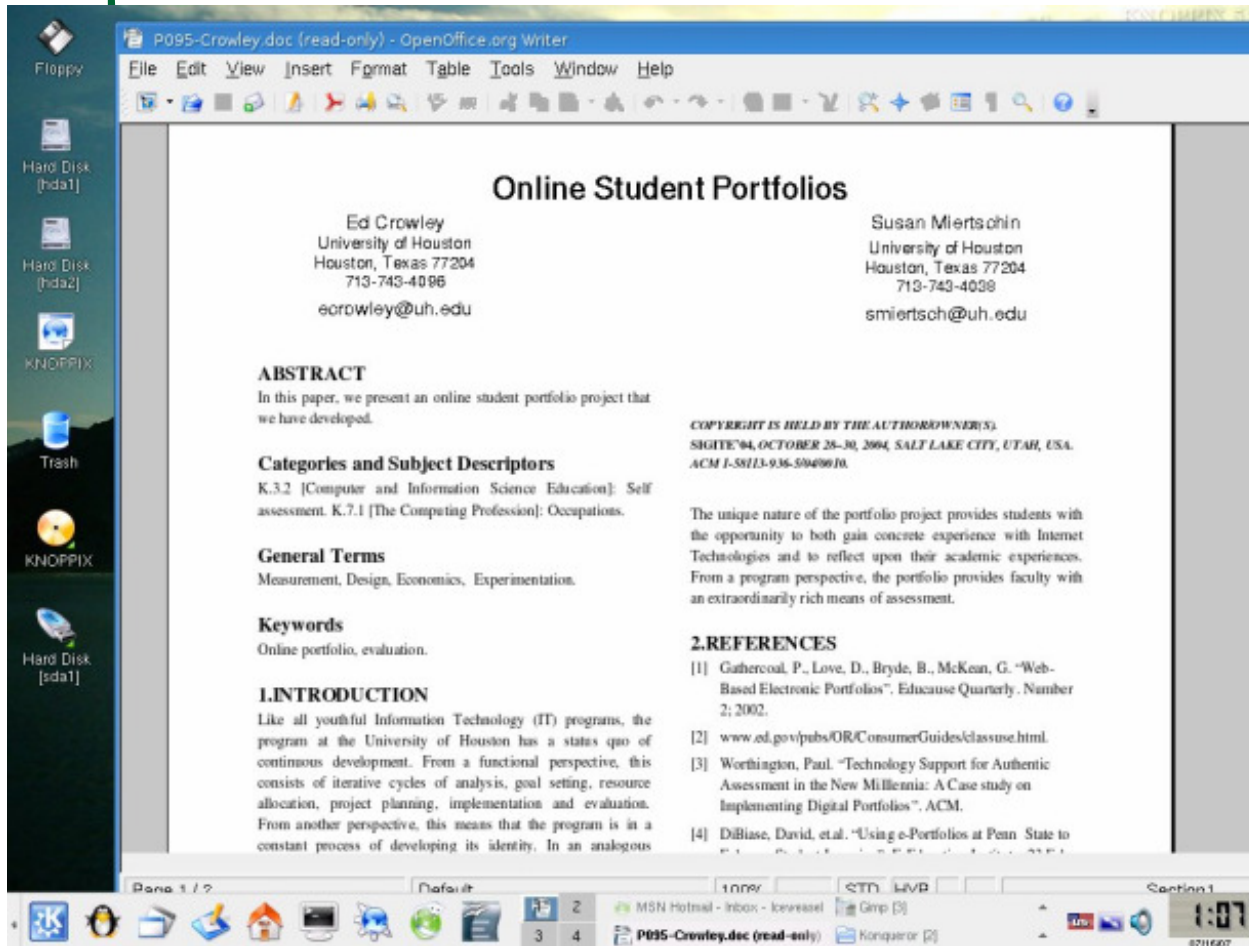 Floppy
Hard Disk
[hda1]
Hard Disk
[hda2]
KNOPPIX
Trash
KNOPPIX
Hard Disk
[sda1]
P095-Crowley.doc (read-only) - OpenOffice.org Writer
File Edit View Insert Format Table Tools Window Help
Online Student Portfolios
Ed Crowley
University of Houston
Houston, Texas 77204
713-743-4096
ecrowley@uh.edu
Susan Miertschin
University of Houston
Houston, Texas 77204
713-743-4038
smiertsch@uh.edu
ABSTRACT
In this paper, we present an online student portfolio project that
we have developed.
Categories and Subject Descriptors
K.3.2 [Computer and Information Science Education]: Self
assessment. K.7.1 [The Computing Profession]: Occupations.
General Terms
Measurement, Design, Economics, Experimentation.
Keywords
Online portfolio, evaluation.
1.INTRODUCTION
Like all youthful Information Technology (IT) programs, the
program at the University of Houston has a status quo of
continuous development. From a functional perspective, this
consists of iterative cycles of analysis, goal setting, resource
allocation, project planning, implementation and evaluation.
From another perspective, this means that the program is in a
constant process of developing its identity. In an analogous
COPYRIGHT IS HELD BY THE AUTHOR/OWNER(S).
SIGITE'04, OCTOBER 28–30, 2004, SALT LAKE CITY, UTAH, USA.
ACM 1-58113-936-5/04/0010.
The unique nature of the portfolio project provides students with
the opportunity to both gain concrete experience with Internet
Technologies and to reflect upon their academic experiences.
From a program perspective, the portfolio provides faculty with
an extraordinarily rich means of assessment.
2.REFERENCES
[1] Gathercoal, P., Love, D., Bryde, B., McKean, G. “Web-
Based Electronic Portfolios”. Educause Quarterly. Number
2; 2002.
[2] www.ed.gov/pubs/OR/ConsumerGuides/classuse.html.
[3] Worthington, Paul. “Technology Support for Authentic
Assessment in the New Millennia: A Case study on
Implementing Digital Portfolios”. ACM.
[4] DiBiase, David, et.al. “Using e-Portfolios at Penn State to
Page 1 / 2 Default 100% STD HYP Section1
2 3 4
MSN Hotmail - Inbox - Iceweasel
Gimp [3]
P095-Crowley.doc (read-only)
Konqueror [2]
1:07
07/16/07